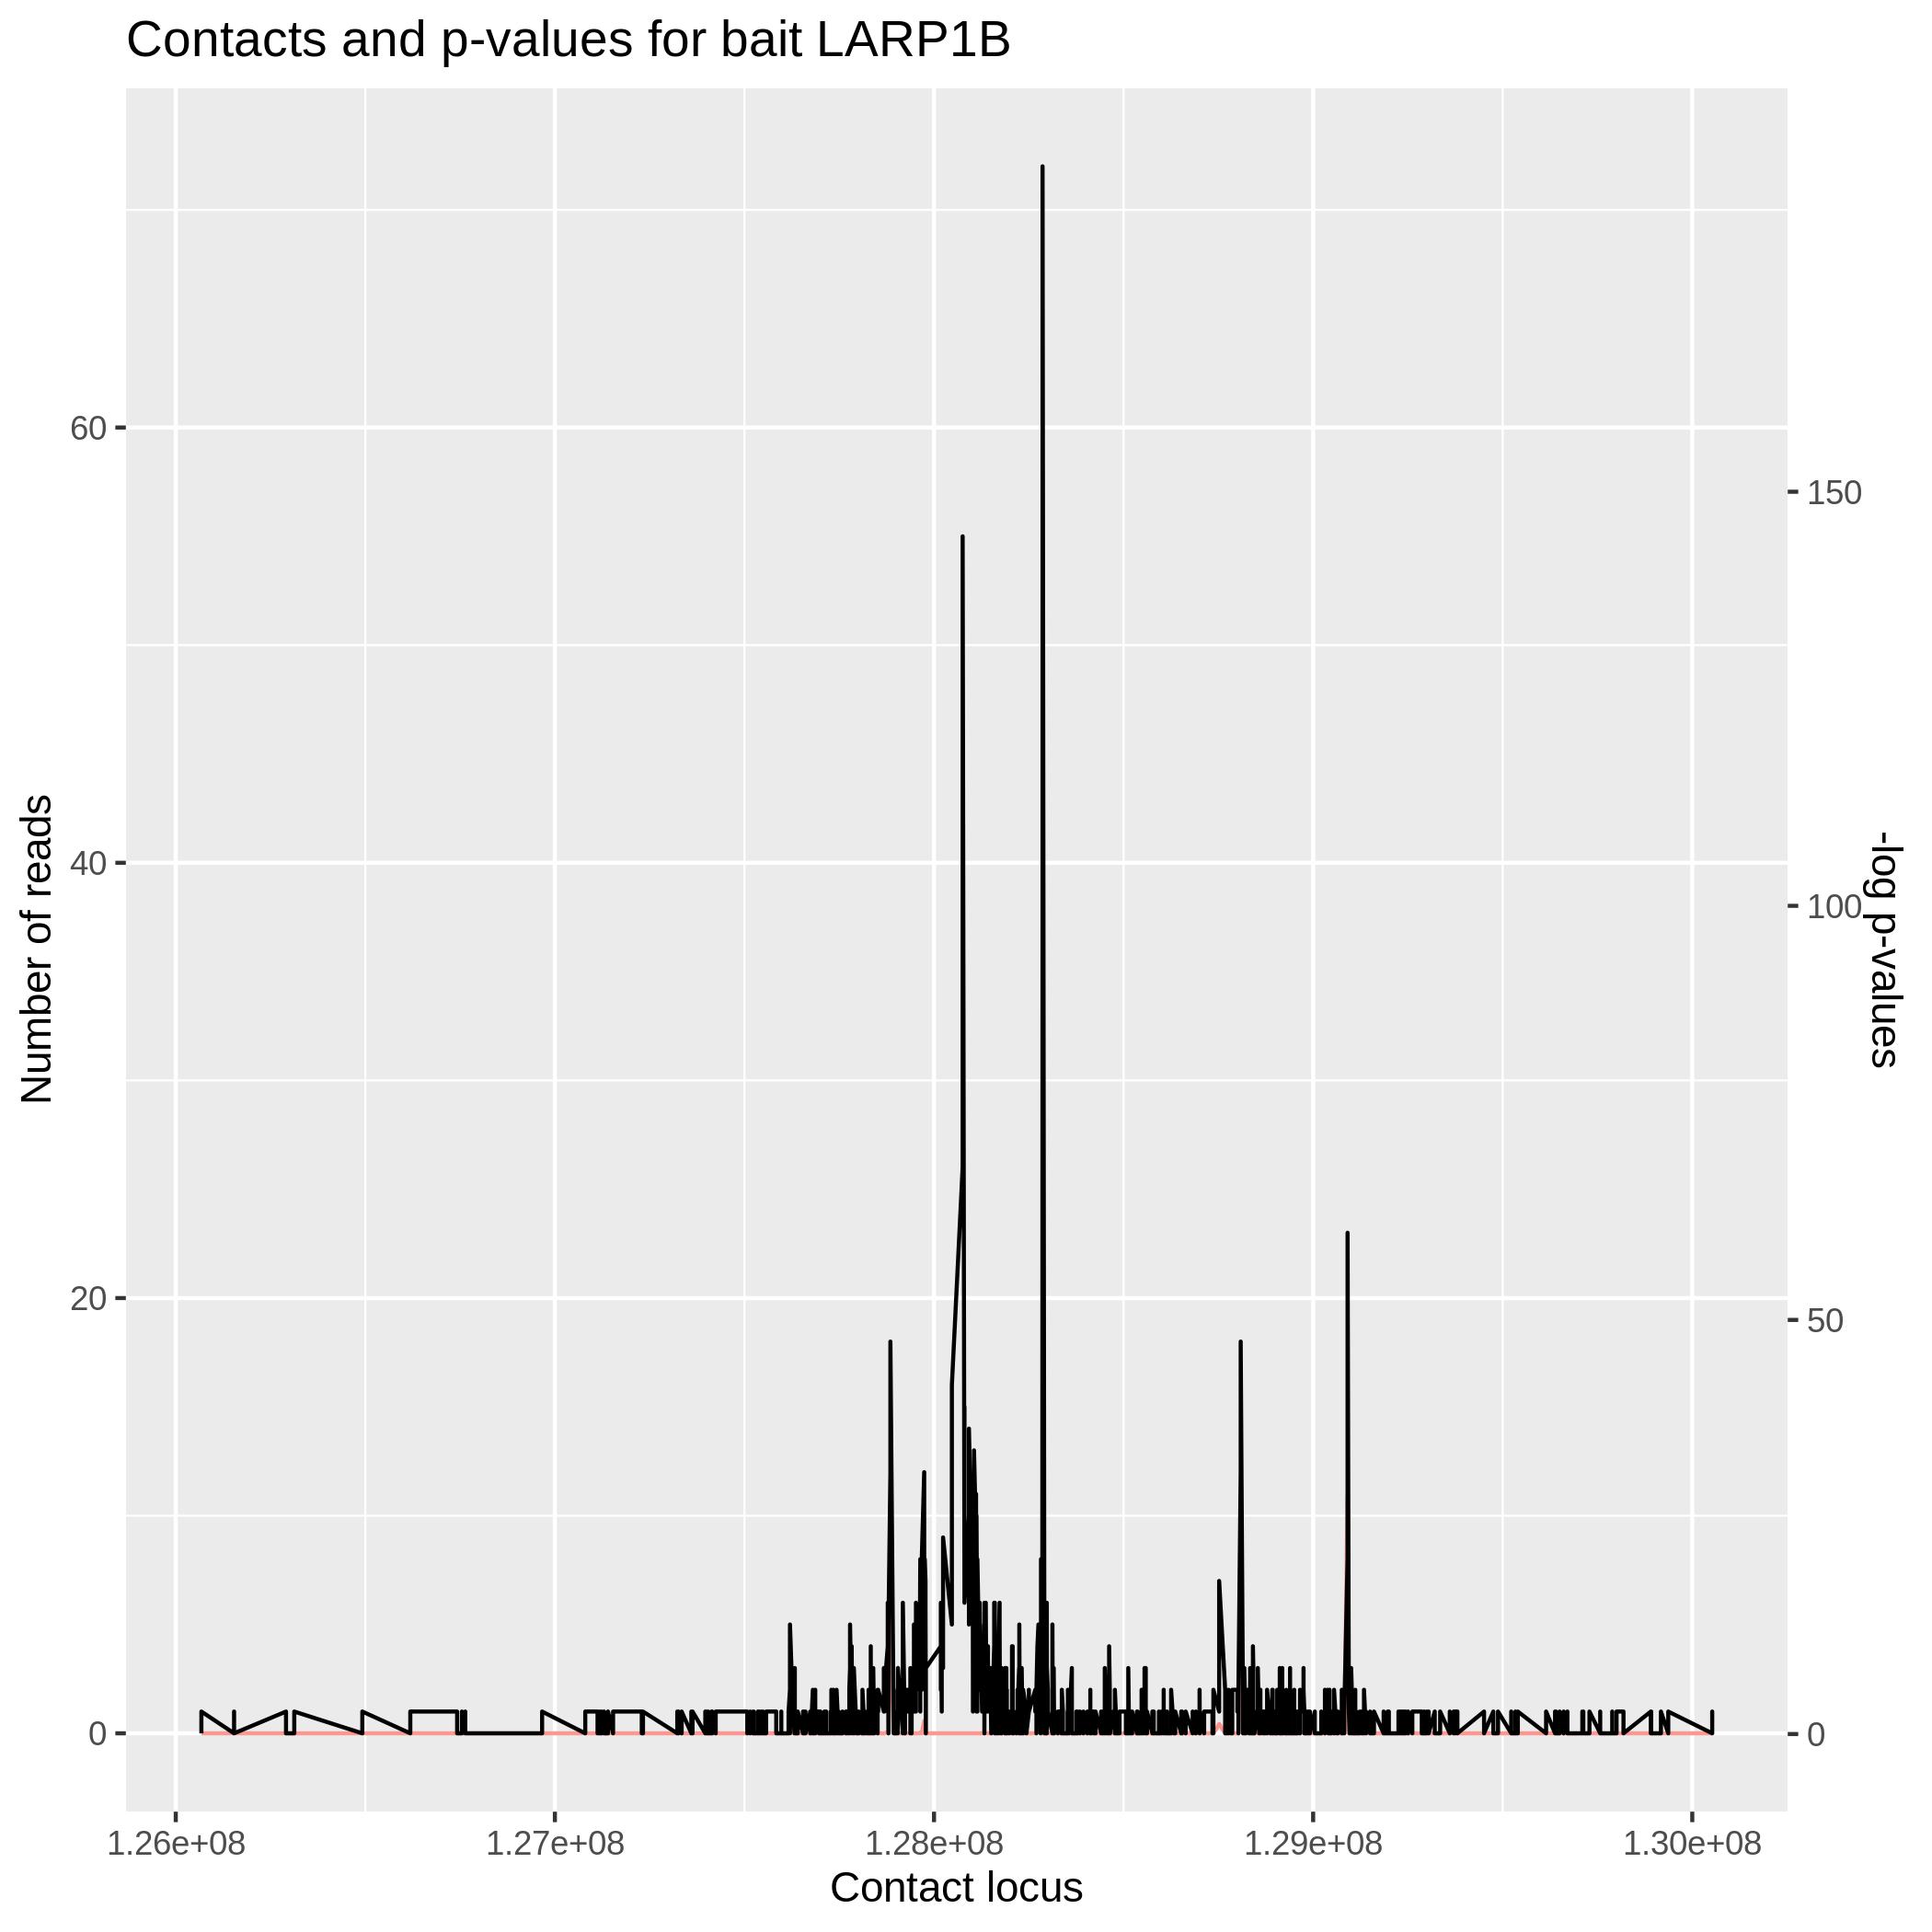 Contacts and p-values for bait LARP1B
Number of reads
60
40
20
0
150
100
50
0
-log p-values
1.26e+08
1.27e+08
1.28e+08
1.29e+08
1.30e+08
Contact locus